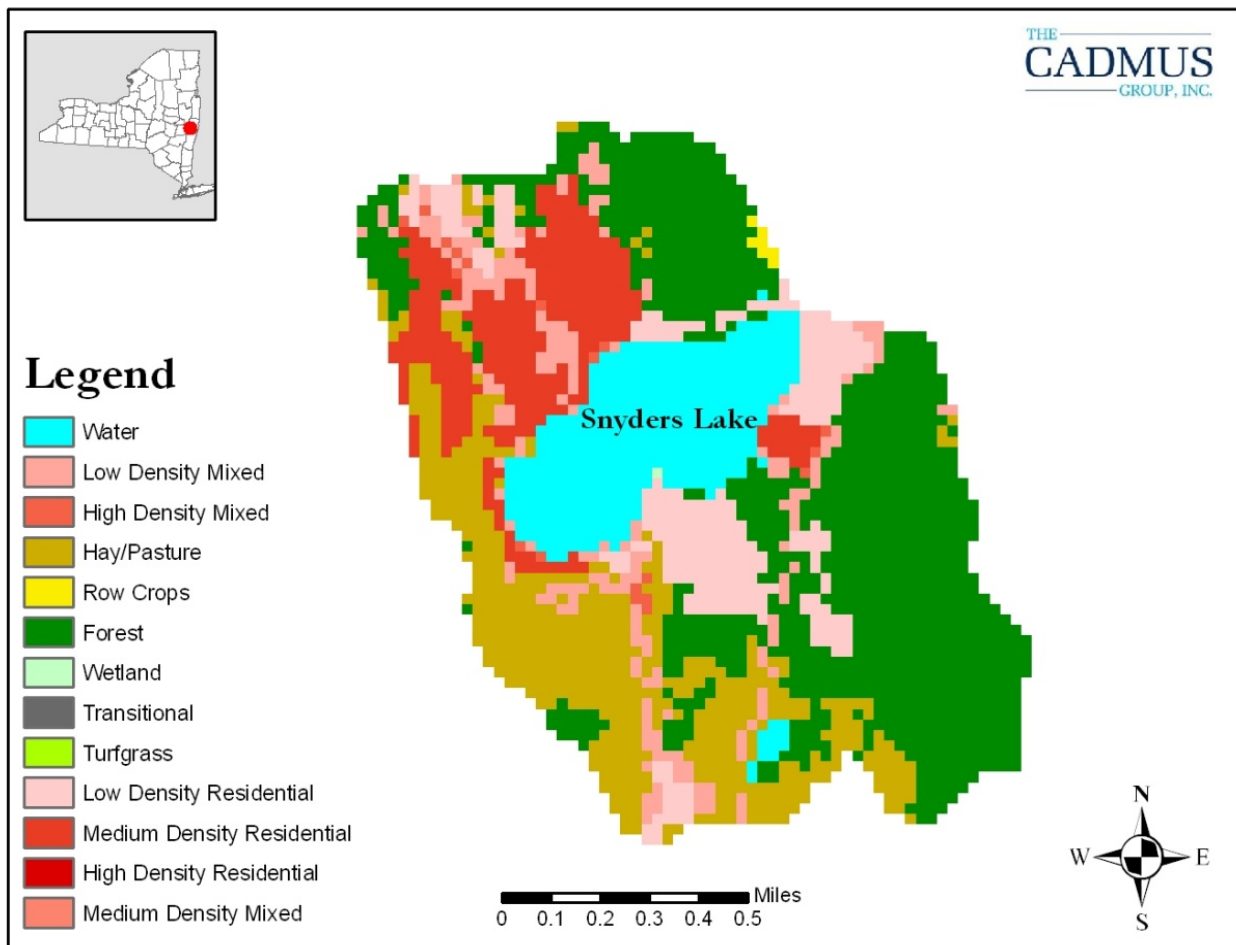 THE
CADMUS
GROUP, INC.
Snyders Lake
Legend
Water
Low Density Mixed
High Density Mixed
Hay/Pasture
Row Crops
Forest
Wetland
Transitional
Turfgrass
Low Density Residential
Medium Density Residential
High Density Residential
Medium Density Mixed
Miles
0 0.1 0.2 0.3 0.4 0.5
N
W E
S